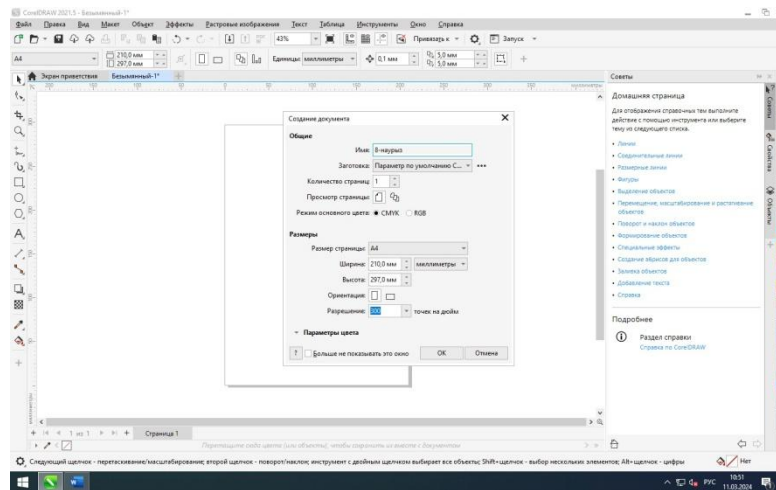 CorelDRAW 2021.5 - Безымянный-1*
Файл Правка Вид Макет Объект Эффекты Растровые изображения Текст Таблица Инструменты Окно Справка
43% Привязать к Запуск
A4 210,0 мм 297,0 мм Единицы: миллиметры 0,1 мм 5,0 мм 5,0 мм
Экран приветствия Безымянный-1*
Советы
Создание документа
Общие
Имя: 8-наурыз
Заготовка: Параметр по умолчанию C...
Количество страниц: 1
Просмотр страницы:
Режим основного цвета: CMYK RGB
Размеры
Размер страницы: A4
Ширина: 210,0 мм миллиметры
Высота: 297,0 мм
Ориентация:
Разрешение: 300 точек на дюйм
Параметры цвета
? Больше не показывать это окно OK Отмена
Домашняя страница
Для отображения справочных тем выполните
действие с помощью инструмента или выберите
тему из следующего списка.
• Линии
• Соединительные линии
• Размерные линии
• Фигуры
• Выделение объектов
• Перемещение, масштабирование и растягивание
объектов
• Поворот и наклон объектов
• Формирование объектов
• Специальные эффекты
• Создание абрисов для объектов
• Заливка объектов
• Добавление текста
• Справка
Подробнее
Раздел справки
Справка по CorelDRAW
Советы
Свойства
Объекты
миллиметры
1 из 1 Страница 1
Перетащите сюда цвета (или объекты), чтобы сохранить их вместе с документом
Следующий щелчок - перетаскивание/масштабирование; второй щелчок - поворот/наклон; инструмент с двойным щелчком выбирает все объекты; Shift+щелчок - выбор нескольких элементов; Alt+щелчок - цифры
Нет
РУС 10:51
11.03.2024